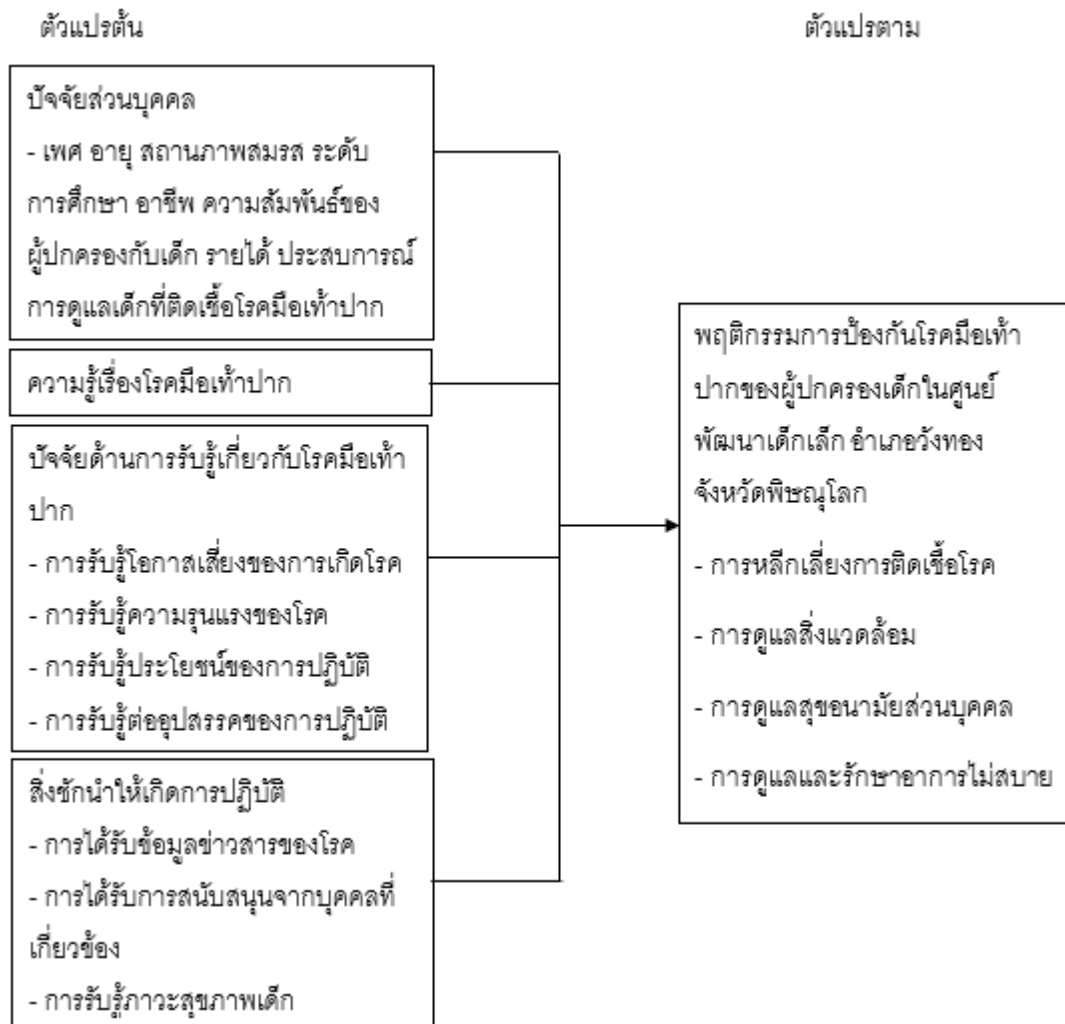 ตัวแปรต้น
ตัวแปรตาม
ปัจจัยส่วนบุคคล
- เพศ อายุ สถานภาพสมรส ระดับ
การศึกษา อาชีพ ความสัมพันธ์ของ
ผู้ปกครองกับเด็ก รายได้ ประสบการณ์
การดูแลเด็กที่ติดเชื้อโรคมือเท้าปาก
ความรู้เรื่องโรคมือเท้าปาก
ปัจจัยด้านการรับรู้เกี่ยวกับโรคมือเท้า
ปาก
- การรับรู้โอกาสเสี่ยงของการเกิดโรค
- การรับรู้ความรุนแรงของโรค
- การรับรู้ประโยชน์ของการปฏิบัติ
- การรับรู้ต่ออุปสรรคของการปฏิบัติ
สิ่งชักนำให้เกิดการปฏิบัติ
- การได้รับข้อมูลข่าวสารของโรค
- การได้รับการสนับสนุนจากบุคคลที่
เกี่ยวข้อง
- การรับรู้ภาวะสุขภาพเด็ก
พฤติกรรมการป้องกันโรคมือเท้า
ปากของผู้ปกครองเด็กในศูนย์
พัฒนาเด็กเล็ก อำเภอวังทอง
จังหวัดพิษณุโลก
- การหลีกเลี่ยงการติดเชื้อโรค
- การดูแลสิ่งแวดล้อม
- การดูแลสุขอนามัยส่วนบุคคล
- การดูแลและรักษาอาการไม่สบาย